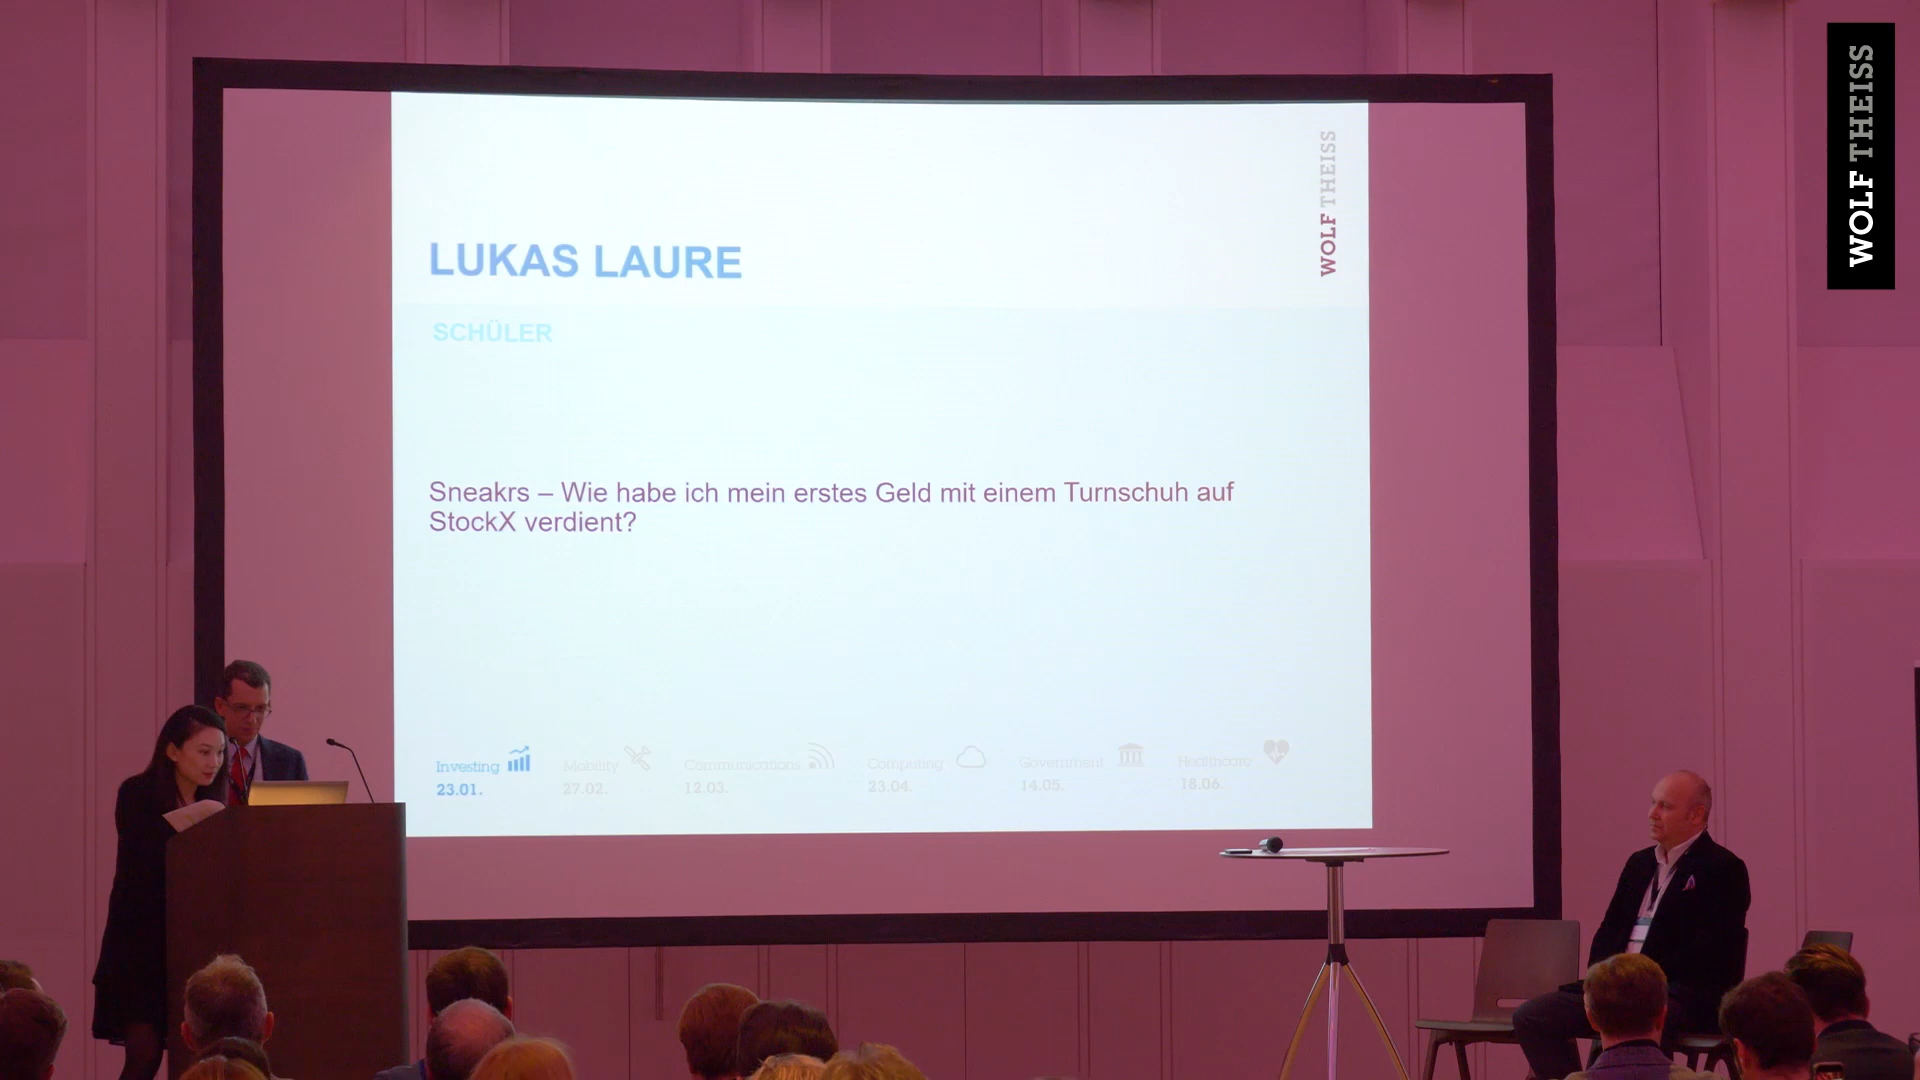 WOLF THEISS
WOLF THEISS
LUKAS LAURE
SCHÜLER
Sneakrs – Wie habe ich mein erstes Geld mit einem Turnschuh auf
StockX verdient?
Investing
23.01.
Mobility
27.02.
Communications
12.03.
Computing
23.04.
Government
14.05.
Healthcare
18.06.